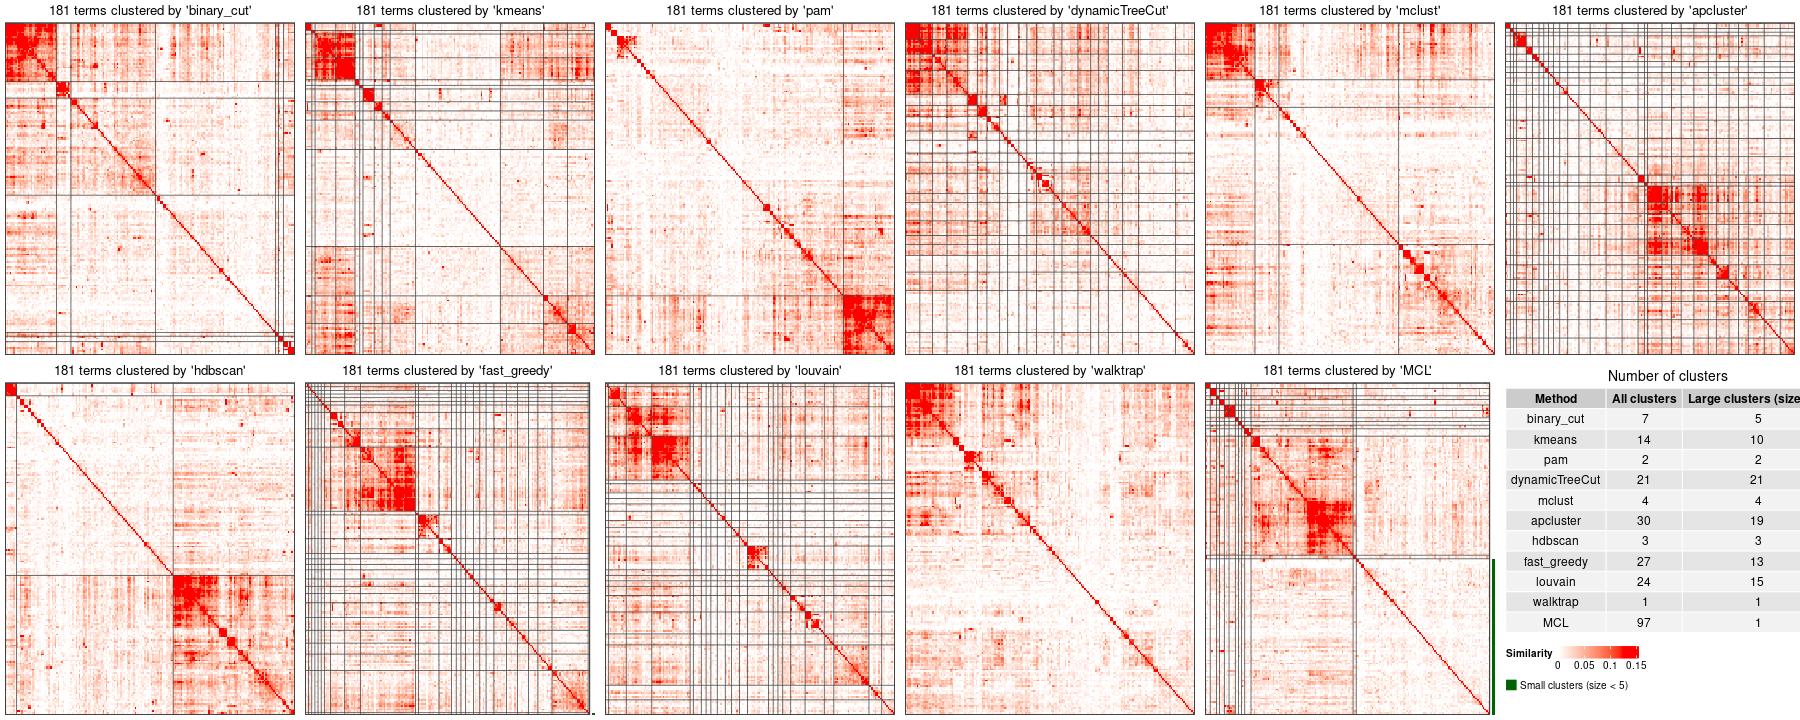 181 terms clustered by 'binary_cut'
181 terms clustered by 'kmeans'
181 terms clustered by 'pam'
181 terms clustered by 'dynamicTreeCut'
181 terms clustered by 'mclust'
181 terms clustered by 'apcluster'
181 terms clustered by 'hdbscan'
181 terms clustered by 'fast_greedy'
181 terms clustered by 'louvain'
181 terms clustered by 'walktrap'
181 terms clustered by 'MCL'
Number of clusters
Method All clusters Large clusters (size
binary_cut 7 5
kmeans 14 10
pam 2 2
dynamicTreeCut 21 21
mclust 4 4
apcluster 30 19
hdbscan 3 3
fast_greedy 27 13
louvain 24 15
walktrap 1 1
MCL 97 1
Similarity
0 0.05 0.1 0.15
Small clusters (size < 5)